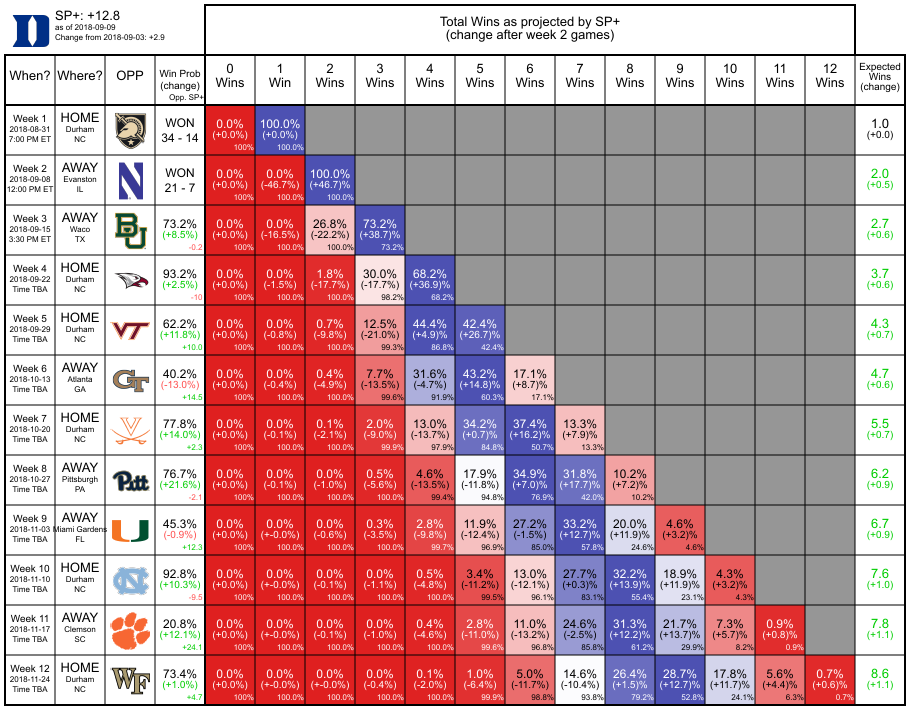 SP+: +12.8
as of 2018-09-09
Change from 2018-09-03: +2.9
Total Wins as projected by SP+
(change after week 2 games)
When? Where? OPP Win Prob (change) Opp. SP+ 0 Wins 1 Win 2 Wins 3 Wins 4 Wins 5 Wins 6 Wins 7 Wins 8 Wins 9 Wins 10 Wins 11 Wins 12 Wins Expected Wins (change)
Week 1 HOME WON 0.0% 100.0% 1.0
2018-08-31 Durham 34 - 14 (+0.0%) (+0.0%) (+0.0)
7:00 PM ET NC 100% 100.0%
Week 2 AWAY N WON 0.0% 0.0% 100.0% 2.0
2018-09-08 Evanston 21 - 7 (+0.0%) (-46.7%) (+46.7)% (+0.5)
12:00 PM ET IL 100% 100.0% 100.0%
Week 3 AWAY BU 73.2% 0.0% 0.0% 26.8% 73.2% 2.7
2018-09-15 Waco (+8.5%) (+0.0%) (-16.5%) (-22.2%) (+38.7)% (+0.6)
3:30 PM ET TX -0.2 100% 100.0% 100.0% 73.2%
Week 4 HOME 93.2% 0.0% 0.0% 1.8% 30.0% 68.2% 3.7
2018-09-22 Durham (+2.5%) (+0.0%) (-1.5%) (-17.7%) (-17.7%) (+36.9)% (+0.6)
Time TBA NC -10 100% 100.0% 100.0% 98.2% 68.2%
Week 5 HOME VT 62.2% 0.0% 0.0% 0.7% 12.5% 44.4% 42.4% 4.3
2018-09-29 Durham (+11.8%) (+0.0%) (-0.8%) (-9.8%) (-21.0%) (+4.9)% (+26.7)% (+0.7)
Time TBA NC +10.0 100% 100.0% 100.0% 99.3% 86.8% 42.4%
Week 6 AWAY GT 40.2% 0.0% 0.0% 0.4% 7.7% 31.6% 43.2% 17.1% 4.7
2018-10-13 Atlanta (-13.0%) (+0.0%) (-0.4%) (-4.9%) (-13.5%) (-4.7%) (+14.8)% (+8.7)% (+0.6)
Time TBA GA +14.5 100% 100.0% 100.0% 99.6% 91.9% 60.3% 17.1%
Week 7 HOME V 77.8% 0.0% 0.0% 0.1% 2.0% 13.0% 34.2% 37.4% 13.3% 5.5
2018-10-20 Durham (+14.0%) (+0.0%) (-0.1%) (-2.1%) (-9.0%) (-13.7%) (+0.7)% (+16.2)% (+7.9)% (+0.7)
Time TBA NC +2.3 100% 100.0% 100.0% 99.9% 97.9% 84.8% 50.7% 13.3%
Week 8 AWAY Pitt 76.7% 0.0% 0.0% 0.0% 0.5% 4.6% 17.9% 34.9% 31.8% 10.2% 6.2
2018-10-27 Pittsburgh (+21.6%) (+0.0%) (-0.1%) (-1.0%) (-5.6%) (-13.5%) (-11.8%) (+7.0)% (+17.7)% (+7.2)% (+0.9)
Time TBA PA -2.1 100% 100.0% 100.0% 100.0% 99.4% 94.8% 76.9% 42.0% 10.2%
Week 9 AWAY U 45.3% 0.0% 0.0% 0.0% 0.3% 2.8% 11.9% 27.2% 33.2% 20.0% 4.6% 6.7
2018-11-03 Miami Gardens (-0.9%) (+0.0%) (-0.0%) (-0.6%) (-3.5%) (-9.8%) (-12.4%) (-1.5%) (+12.7)% (+11.9)% (+3.2)% (+0.9)
Time TBA FL +12.3 100% 100.0% 100.0% 100.0% 99.7% 96.9% 85.0% 57.8% 24.6% 4.6%
Week 10 HOME NC 92.8% 0.0% 0.0% 0.0% 0.0% 0.5% 3.4% 13.0% 27.7% 32.2% 18.9% 4.3% 7.6
2018-11-10 Durham (+10.3%) (+0.0%) (+-0.0%) (-0.1%) (-1.1%) (-4.8%) (-11.2%) (-12.1%) (+0.3)% (+13.9)% (+11.9)% (+3.2)% (+1.0)
Time TBA NC -9.5 100% 100.0% 100.0% 100.0% 100.0% 99.5% 96.1% 83.1% 55.4% 23.1% 4.3%
Week 11 AWAY 20.8% 0.0% 0.0% 0.0% 0.0% 0.4% 2.8% 11.0% 24.6% 31.3% 21.7% 7.3% 0.9% 7.8
2018-11-17 Clemson (+12.1%) (+0.0%) (+-0.0%) (-0.1%) (-1.0%) (-4.6%) (-11.0%) (-13.2%) (-2.5%) (+12.2)% (+13.7)% (+5.7)% (+0.8)% (+1.1)
Time TBA SC +24.1 100% 100.0% 100.0% 100.0% 100.0% 99.6% 96.8% 85.8% 61.2% 29.9% 8.2% 0.9%
Week 12 HOME WF 73.4% 0.0% 0.0% 0.0% 0.0% 0.1% 1.0% 5.0% 14.6% 26.4% 28.7% 17.8% 5.6% 0.7% 8.6
2018-11-24 Durham (+1.0%) (+0.0%) (+-0.0%) (+-0.0%) (-0.4%) (-2.0%) (-6.4%) (-11.7%) (-10.4%) (+1.5)% (+12.7)% (+11.7)% (+4.4)% (+0.6)% (+1.1)
Time TBA NC +4.7 100% 100.0% 100.0% 100.0% 100.0% 99.9% 98.8% 93.8% 79.2% 52.8% 24.1% 6.3% 0.7%